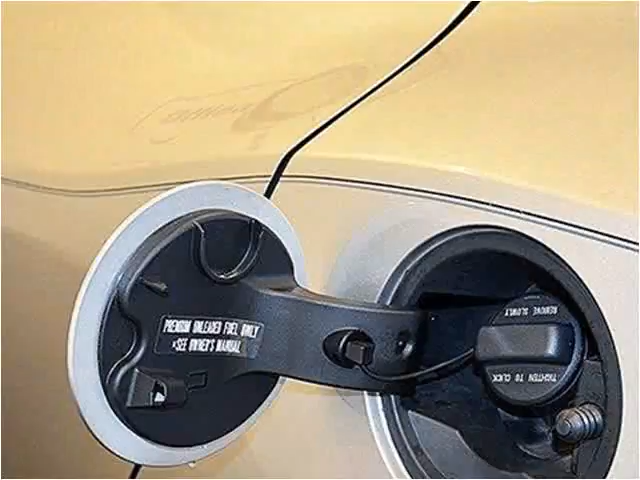 PREMIUM UNLEADED FUEL ONLY
*SEE OWNER'S MANUAL
REMOVE SLOWLY
TIGHTEN TO CLICK